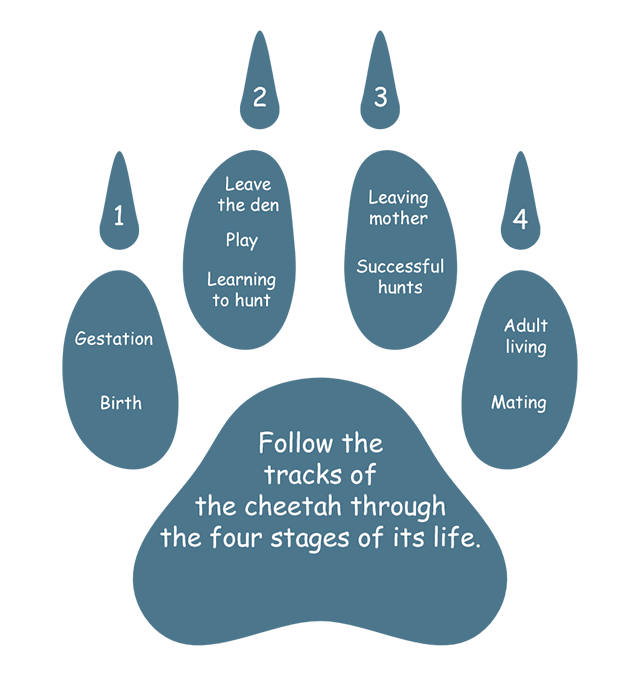 1
Gestation
Birth
2
Leave
the den
Play
Learning
to hunt
3
Leaving
mother
Successful
hunts
4
Adult
living
Mating
Follow the
tracks of
the cheetah through
the four stages of its life.